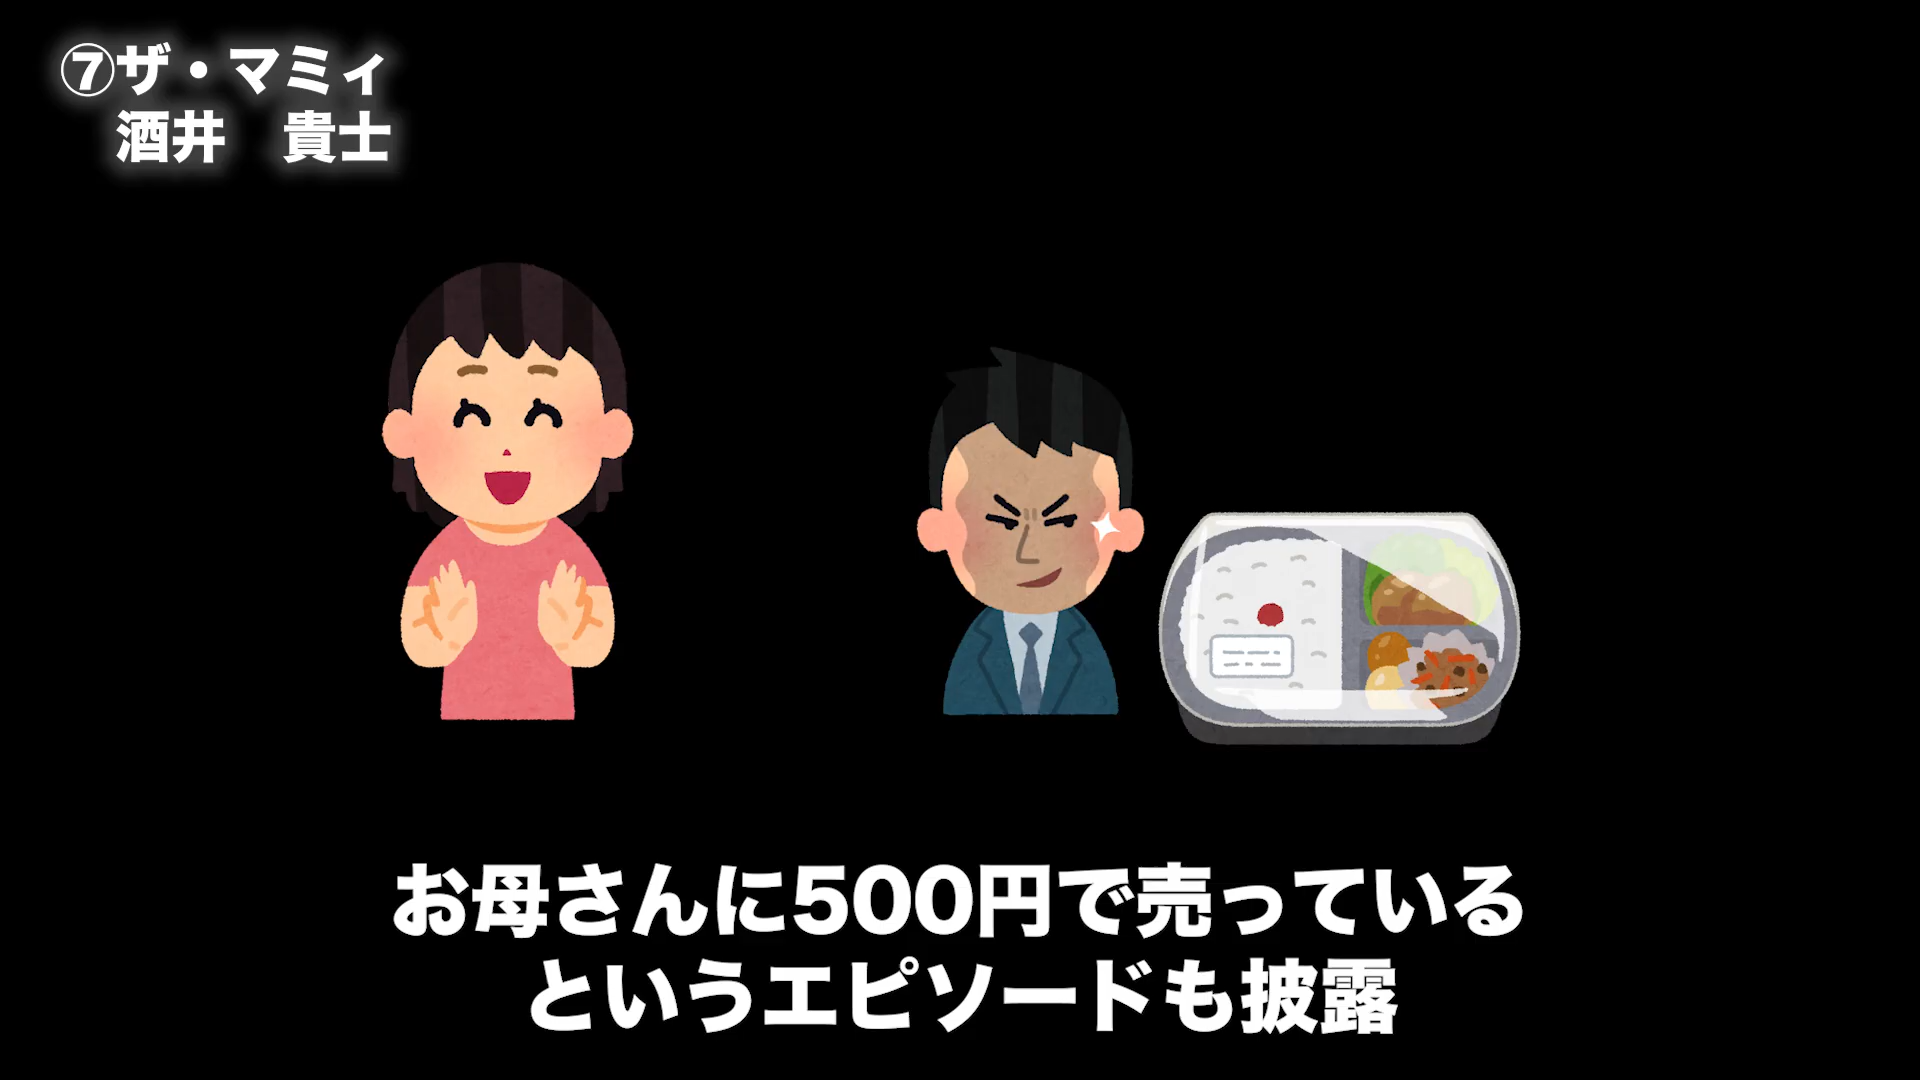 ⑦ザ・マミィ
酒井　貴士
お母さんに500円で売っている
というエピソードも披露